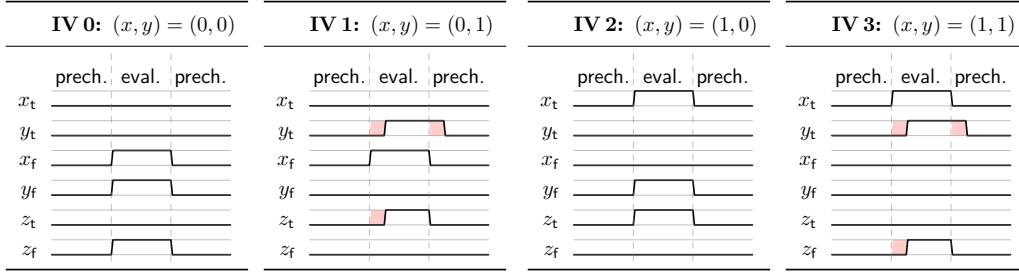 IV 0: (x, y) = (0, 0) IV 1: (x, y) = (0, 1) IV 2: (x, y) = (1, 0) IV 3: (x, y) = (1, 1)
prech. eval. prech. prech. eval. prech. prech. eval. prech. prech. eval. prech.
xt xt xt xt
yt yt yt yt
xf xf xf xf
yf yf yf yf
zt zt zt zt
zf zf zf zf